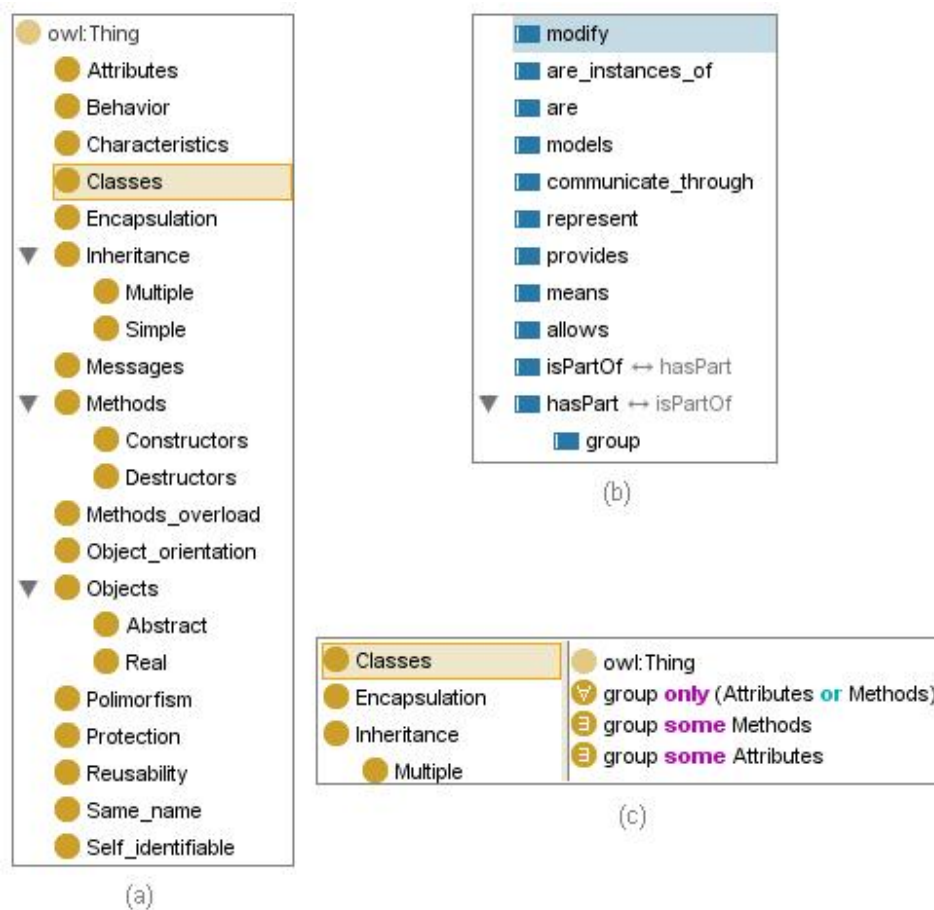 owl:Thing
Attributes
Behavior
Characteristics
Classes
Encapsulation
Inheritance
Multiple
Simple
Messages
Methods
Constructors
Destructors
Methods_overload
Object_orientation
Objects
Abstract
Real
Polimorfism
Protection
Reusability
Same_name
Self_identifiable
(a)
modify
are_instances_of
are
models
communicate_through
represent
provides
means
allows
isPartOf ↔ hasPart
hasPart ↔ isPartOf
group
(b)
Classes
Encapsulation
Inheritance
Multiple
owl:Thing
∀ group only (Attributes or Methods)
∃ group some Methods
∃ group some Attributes
(c)